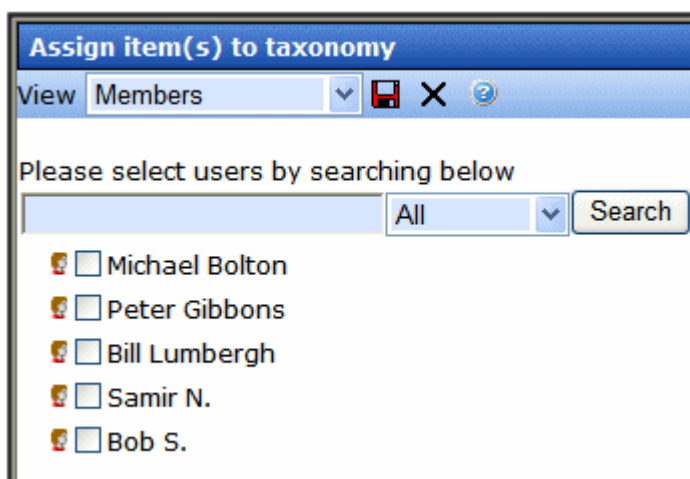 Assign item(s) to taxonomy
View Members
Please select users by searching below
All Search
Michael Bolton
Peter Gibbons
Bill Lumbergh
Samir N.
Bob S.